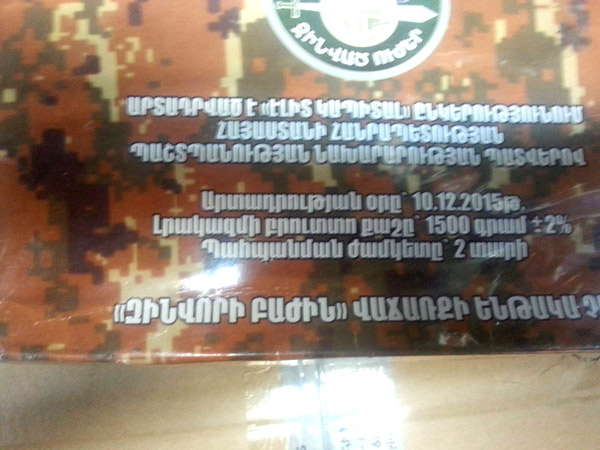 ԶԻՆՎԱԾ ՈՒԺԵՐ
ԱՐՏԱԴՐՎԱԾ Է «ԷԼԻՏ ԿԱՊԻՏԱԼ» ԸՆԿԵՐՈՒԹՅՈՒՆՈՒՄ
ՀԱՅԱՍՏԱՆԻ ՀԱՆՐԱՊԵՏՈՒԹՅԱՆ
ՊԱՇՏՊԱՆՈՒԹՅԱՆ ՆԱԽԱՐԱՐՈՒԹՅԱՆ ՊԱՏՎԵՐՈՎ
Արտադրության օրը՝ 10.12.2015թ.
Լրակազմի բրուտտո քաշը՝ 1500 գրամ ±2%
Պահպանման ժամկետը՝ 2 տարի
«ԶԻՆՎՈՐԻ ԲԱԺԻՆ» ՎԱՃԱՌՔԻ ԵՆԹԱԿԱ Չ